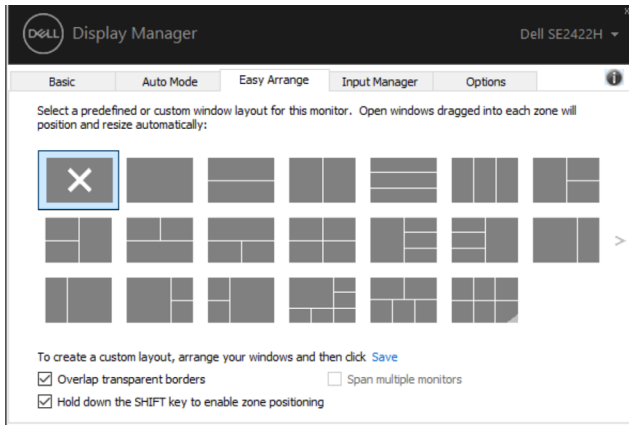 DELL Display Manager
Dell SE2422H
Basic Auto Mode Easy Arrange Input Manager Options
Select a predefined or custom window layout for this monitor. Open windows dragged into each zone will
position and resize automatically:
To create a custom layout, arrange your windows and then click Save
Overlap transparent borders
Span multiple monitors
Hold down the SHIFT key to enable zone positioning